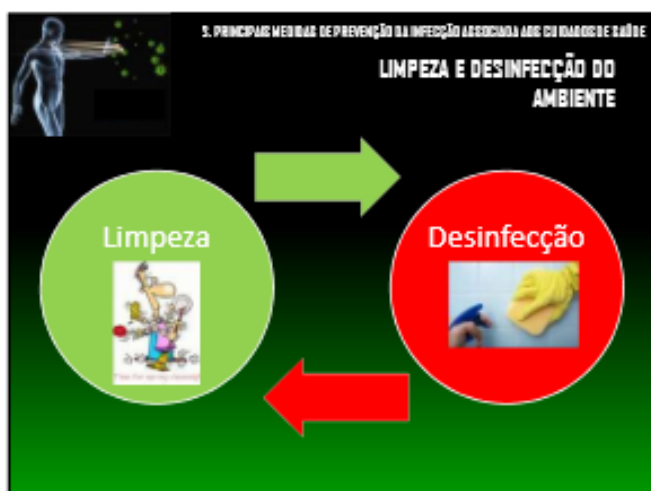 5. PRINCIPAIS MEDIDAS DE PREVENÇÃO DA INFECÇÃO ASSOCIADA AOS CUIDADOS DE SAÚDE
LIMPEZA E DESINFECÇÃO DO
AMBIENTE
Limpeza
Desinfecção